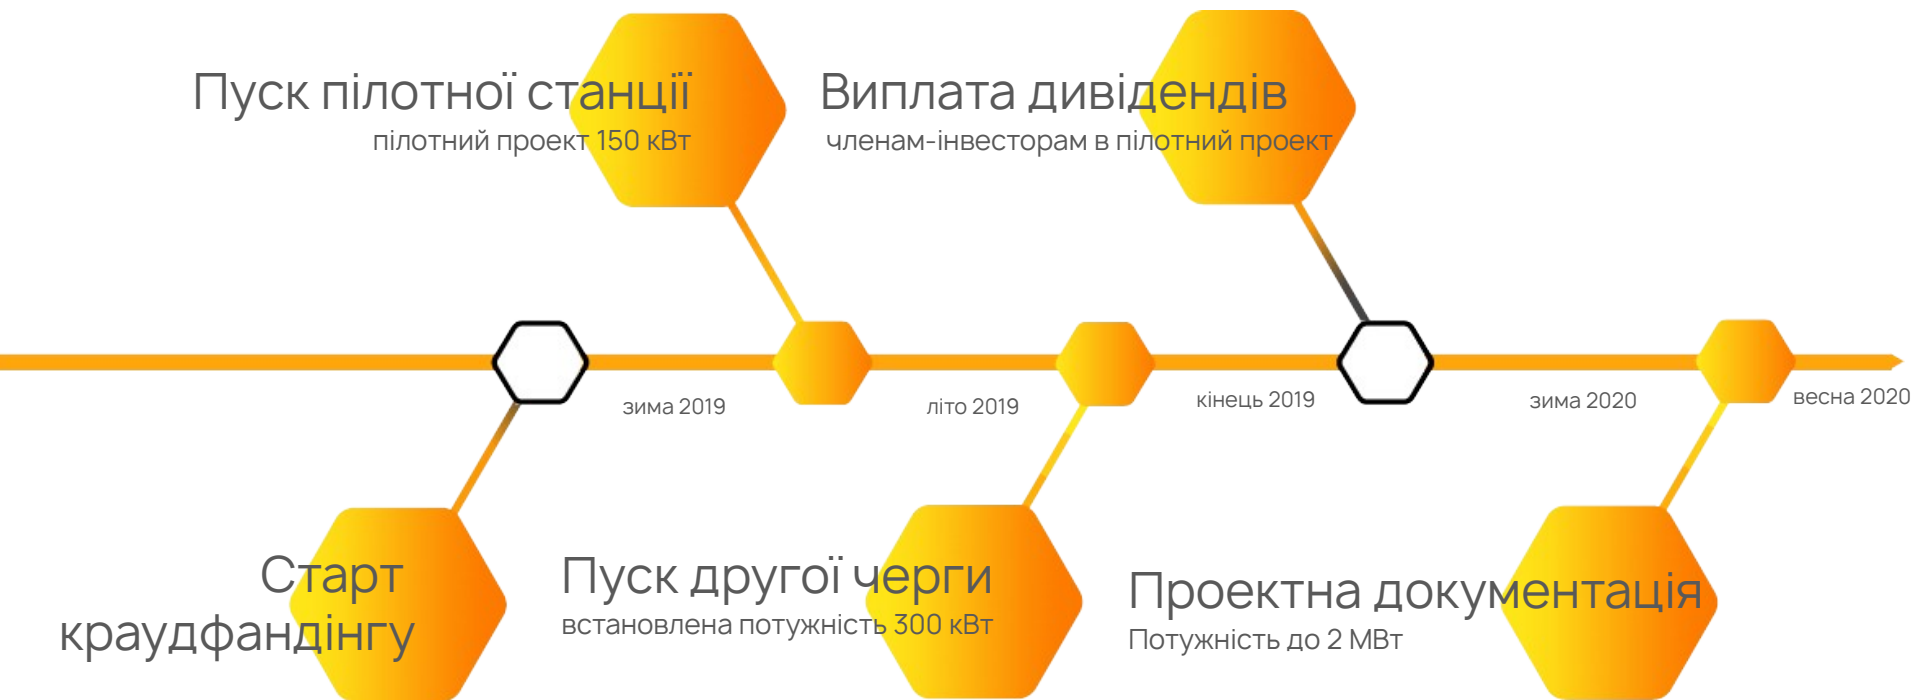 Пуск пілотної станції
пілотний проект 150 кВт
Виплата дивідендів
членам-інвесторам в пілотний проект
зима 2019
літо 2019
кінець 2019
зима 2020
весна 2020
Старт
краудфандінгу
Пуск другої черги
встановлена потужність 300 кВт
Проектна документація
Потужність до 2 МВт